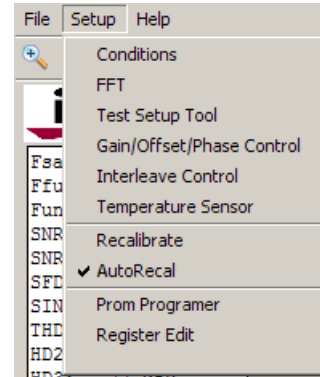 File Setup Help
Conditions
FFT
Test Setup Tool
Gain/Offset/Phase Control
Interleave Control
Temperature Sensor
Recalibrate
AutoRecal
Prom Programer
Register Edit
Fsa
Ffu
Fun
SNR
SNR
SFD
SIN
THD
HD2